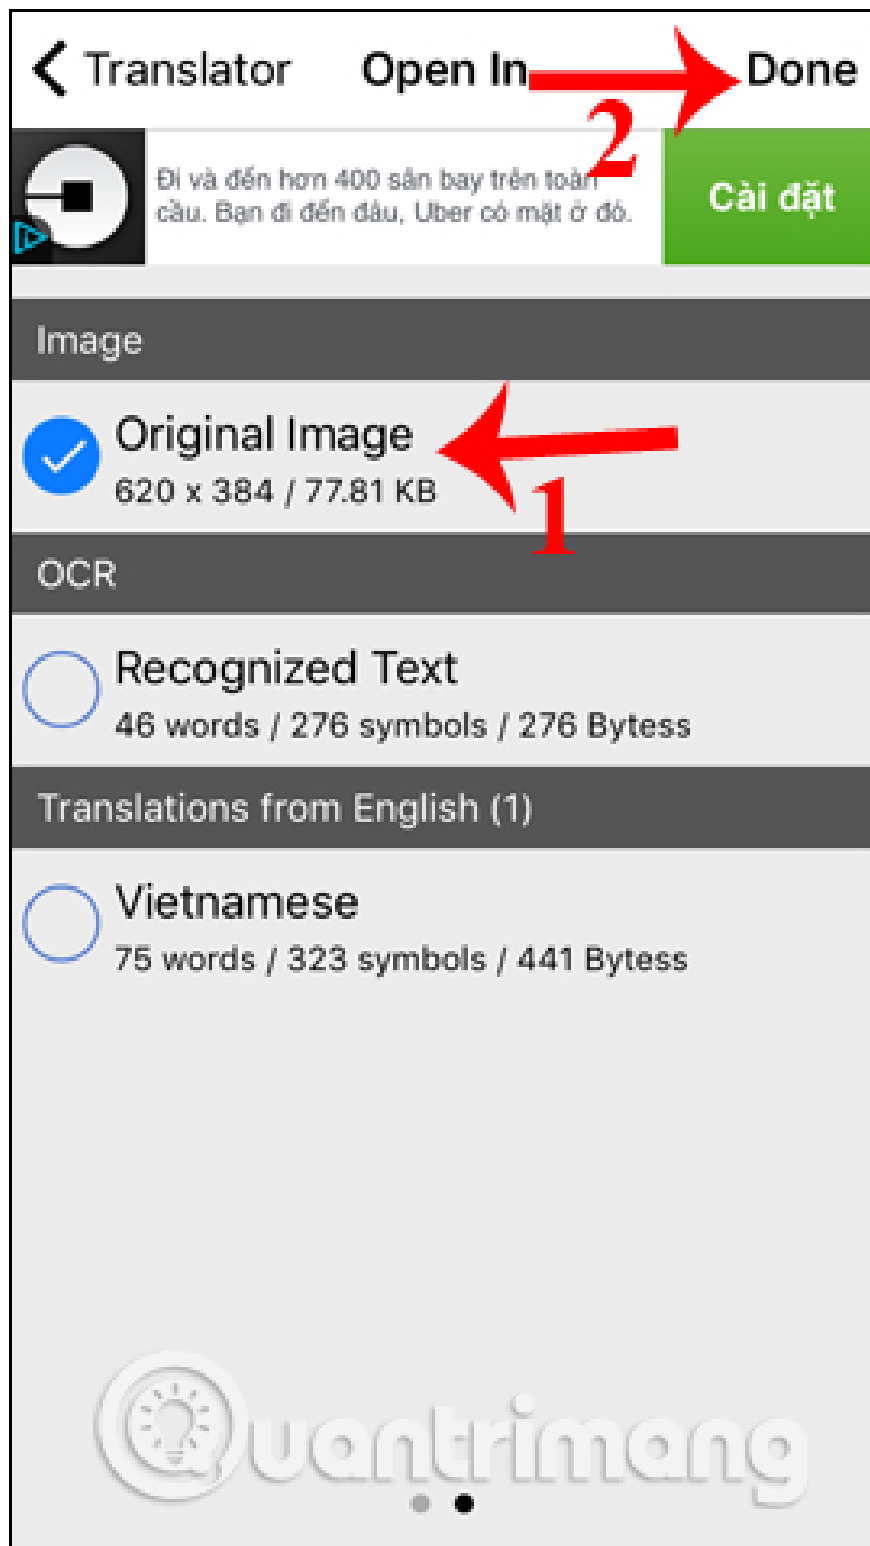 Translator Open In Done
2
Đi và đến hơn 400 sân bay trên toàn
cầu. Bạn đi đến đâu, Uber có mặt ở đó.
Cài đặt
Image
Original Image
620 x 384 / 77.81 KB
1
OCR
Recognized Text
46 words / 276 symbols / 276 Bytess
Translations from English (1)
Vietnamese
75 words / 323 symbols / 441 Bytess
Quantrimang